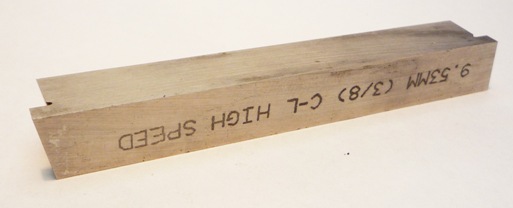 9.53MM (3/8) C-L HIGH SPEED